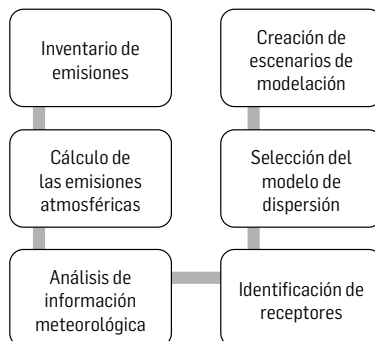 Inventario de
emisiones
Cálculo de
las emisiones
atmosféricas
Análisis de
información
meteorológica
Identificación de
receptores
Selección del
modelo de
dispersión
Creación de
escenarios de
modelación